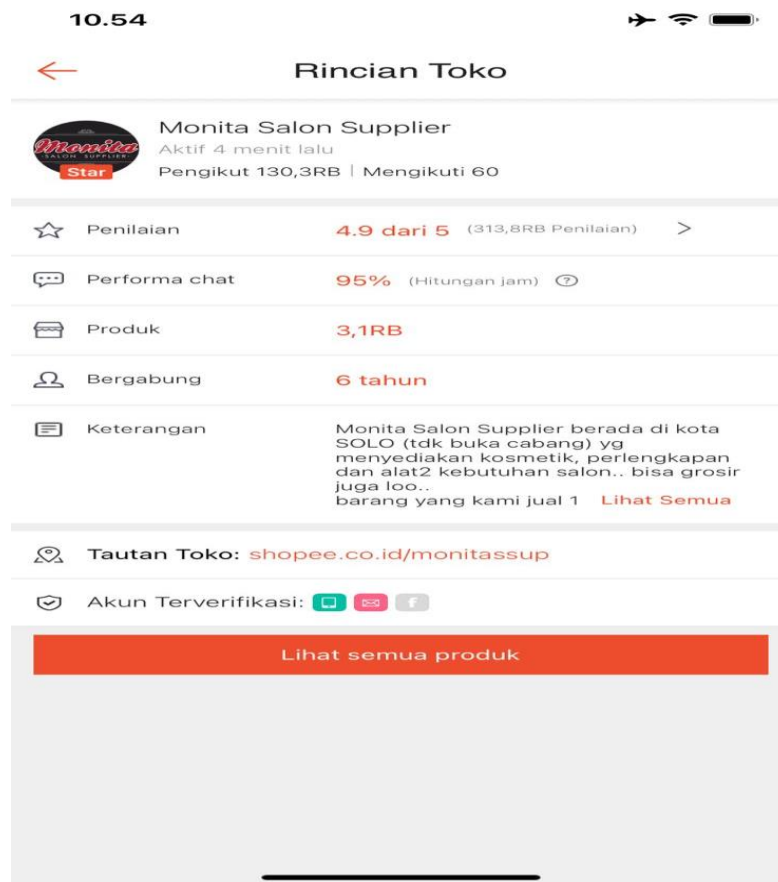 10.54
Rincian Toko
Monita
SALON SUPPLIER
Star
Monita Salon Supplier
Aktif 4 menit lalu
Pengikut 130,3RB | Mengikuti 60
Penilaian 4.9 dari 5 (313,8RB Penilaian)
Performa chat 95% (Hitungan jam)
Produk 3,1RB
Bergabung 6 tahun
Keterangan Monita Salon Supplier berada di kota
SOLO (tdk buka cabang) yg
menyediakan kosmetik, perlengkapan
dan alat2 kebutuhan salon.. bisa grosir
juga loo..
barang yang kami jual 1 Lihat Semua
Tautan Toko: shopee.co.id/monitassup
Akun Terverifikasi:
Lihat semua produk